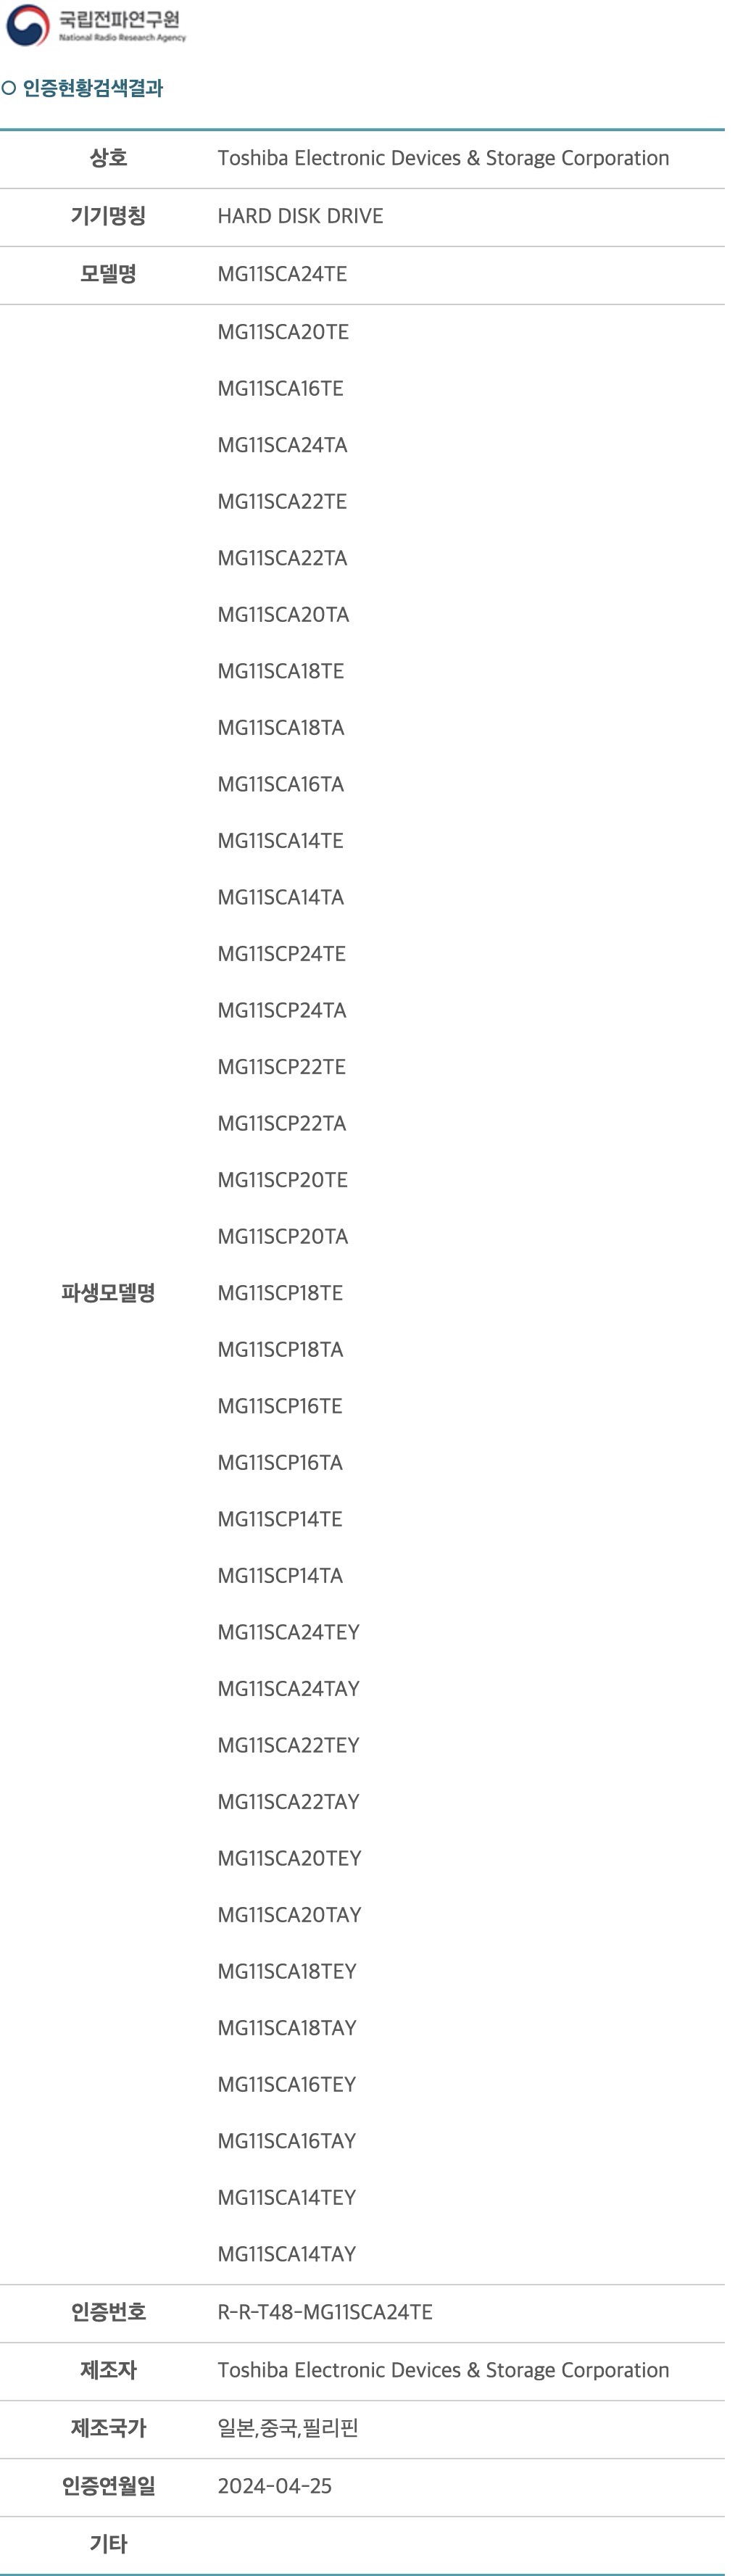 국립전파연구원
National Radio Research Agency
인증현황검색결과
상호 Toshiba Electronic Devices & Storage Corporation
기기명칭 HARD DISK DRIVE
모델명 MG11SCA24TE
MG11SCA20TE
MG11SCA16TE
MG11SCA24TA
MG11SCA22TE
MG11SCA22TA
MG11SCA20TA
MG11SCA18TE
MG11SCA18TA
MG11SCA16TA
MG11SCA14TE
MG11SCA14TA
MG11SCP24TE
MG11SCP24TA
MG11SCP22TE
MG11SCP22TA
MG11SCP20TE
MG11SCP20TA
파생모델명 MG11SCP18TE
MG11SCP18TA
MG11SCP16TE
MG11SCP16TA
MG11SCP14TE
MG11SCP14TA
MG11SCA24TEY
MG11SCA24TAY
MG11SCA22TEY
MG11SCA22TAY
MG11SCA20TEY
MG11SCA20TAY
MG11SCA18TEY
MG11SCA18TAY
MG11SCA16TEY
MG11SCA16TAY
MG11SCA14TEY
MG11SCA14TAY
인증번호 R-R-T48-MG11SCA24TE
제조자 Toshiba Electronic Devices & Storage Corporation
제조국가 일본,중국,필리핀
인증연월일 2024-04-25
기타